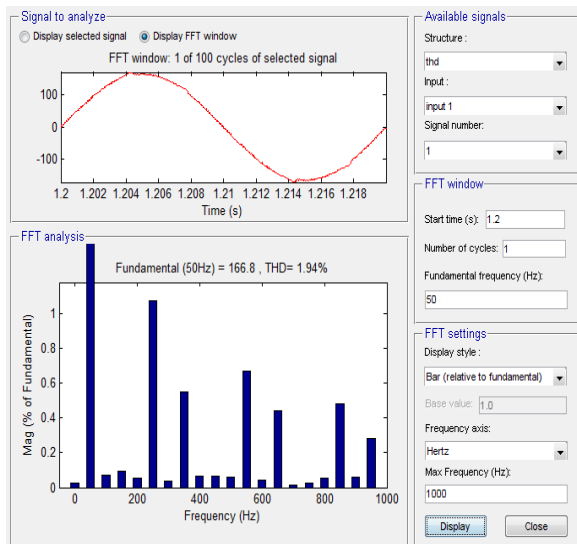 Signal to analyze
Display selected signal Display FFT window
FFT window: 1 of 100 cycles of selected signal
100
0
-100
1.2 1.202 1.204 1.206 1.208 1.21 1.212 1.214 1.216 1.218
Time (s)
FFT analysis
Fundamental (50Hz) = 166.8 , THD= 1.94%
Mag (% of Fundamental)
1
0.8
0.6
0.4
0.2
0
0 200 400 600 800 1000
Frequency (Hz)
Available signals
Structure :
thd
Input :
input 1
Signal number:
1
FFT window
Start time (s): 1.2
Number of cycles: 1
Fundamental frequency (Hz):
50
FFT settings
Display style :
Bar (relative to fundamental)
Base value: 1.0
Frequency axis:
Hertz
Max Frequency (Hz):
1000
Display Close